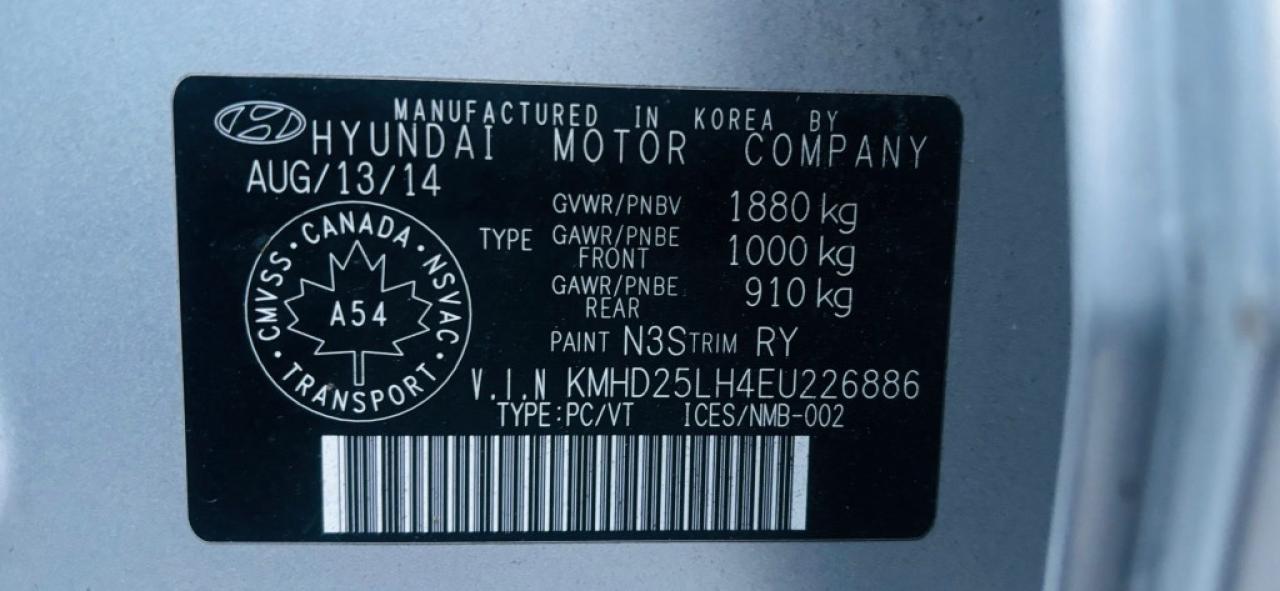 MANUFACTURED IN KOREA BY
HYUNDAI MOTOR COMPANY
AUG/13/14
GVWR/PNBV 1880 kg
TYPE GAWR/PNBE FRONT 1000 kg
GAWR/PNBE REAR 910 kg
CANADA • NSVAC • TRANSPORT • CMVSS •
A54
PAINT N3S TRIM RY
V.I.N KMHD25LH4EU226886
TYPE:PC/VT ICES/NMB-002